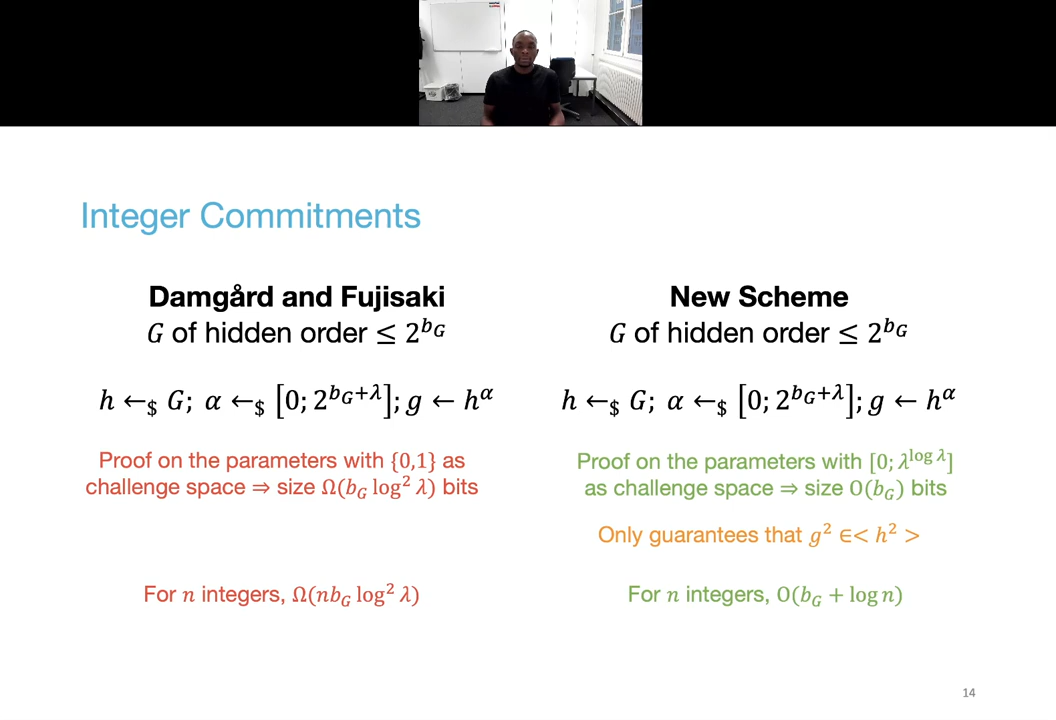 Integer Commitments
Damgård and Fujisaki
G of hidden order ≤ 2^{b_G}
h ←_$ G; α ←_$ [0; 2^{b_G+λ}]; g ← h^α
Proof on the parameters with {0,1} as
challenge space ⇒ size Ω(b_G log² λ) bits
For n integers, Ω(nb_G log² λ)
New Scheme
G of hidden order ≤ 2^{b_G}
h ←_$ G; α ←_$ [0; 2^{b_G+λ}]; g ← h^α
Proof on the parameters with [0; λ^{log λ}]
as challenge space ⇒ size O(b_G) bits
Only guarantees that g² ∈< h² >
For n integers, O(b_G + log n)
14